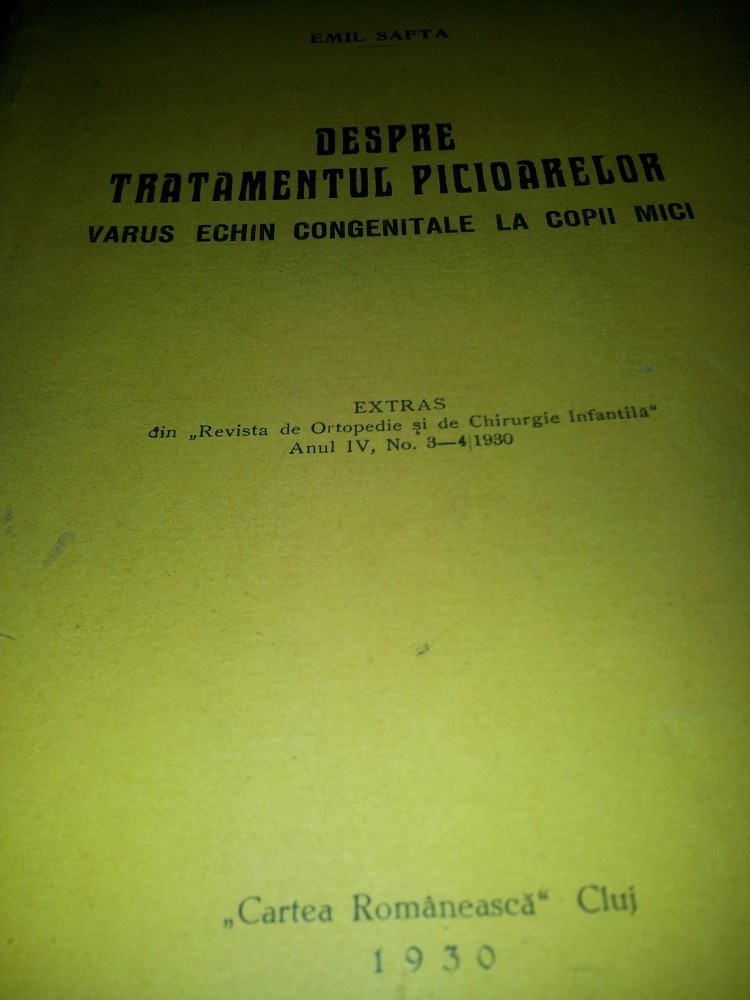 EMIL SAFTA
DESPRE
TRATAMENTUL PICIOARELOR
VARUS ECHIN CONGENITALE LA COPII MICI
EXTRAS
din „Revista de Ortopedie și de Chirurgie Infantilă“
Anul IV, No. 3—4|1930
„Cartea Românească“ Cluj
1930